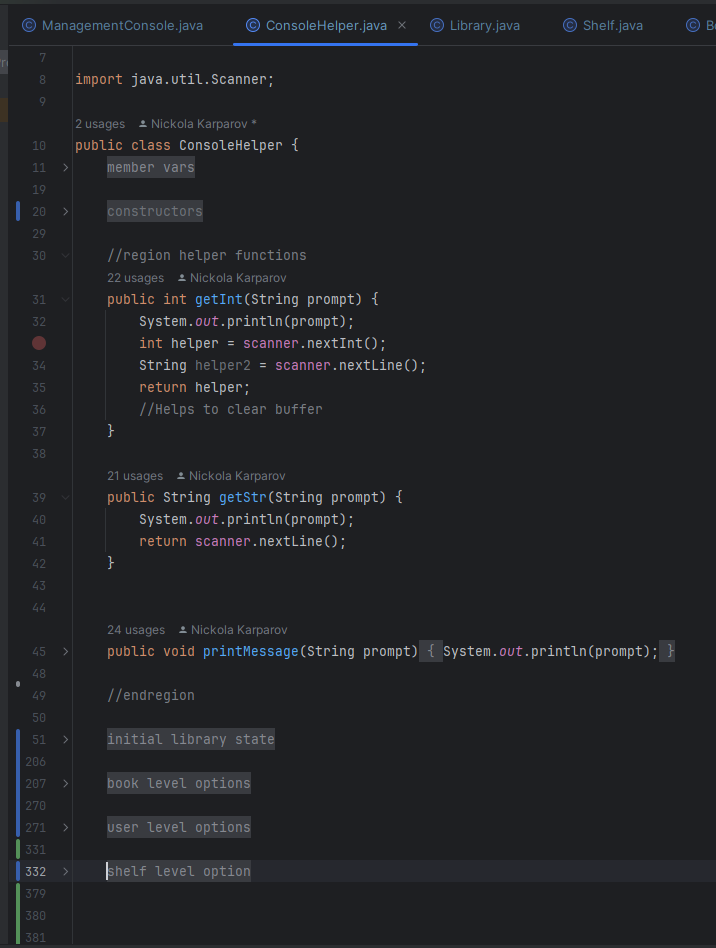 ManagementConsole.java ConsoleHelper.java Library.java Shelf.java
7
8 import java.util.Scanner;
9
2 usages Nickola Karparov *
10 public class ConsoleHelper {
11 member vars
19
20 constructors
29
30 //region helper functions
22 usages Nickola Karparov
31 public int getInt(String prompt) {
32 System.out.println(prompt);
int helper = scanner.nextInt();
34 String helper2 = scanner.nextLine();
35 return helper;
36 //Helps to clear buffer
37 }
38
21 usages Nickola Karparov
39 public String getStr(String prompt) {
40 System.out.println(prompt);
41 return scanner.nextLine();
42 }
43
44
24 usages Nickola Karparov
45 public void printMessage(String prompt) { System.out.println(prompt); }
48
49 //endregion
50
51 initial library state
206
207 book level options
270
271 user level options
331
332 shelf level option
379
380
381